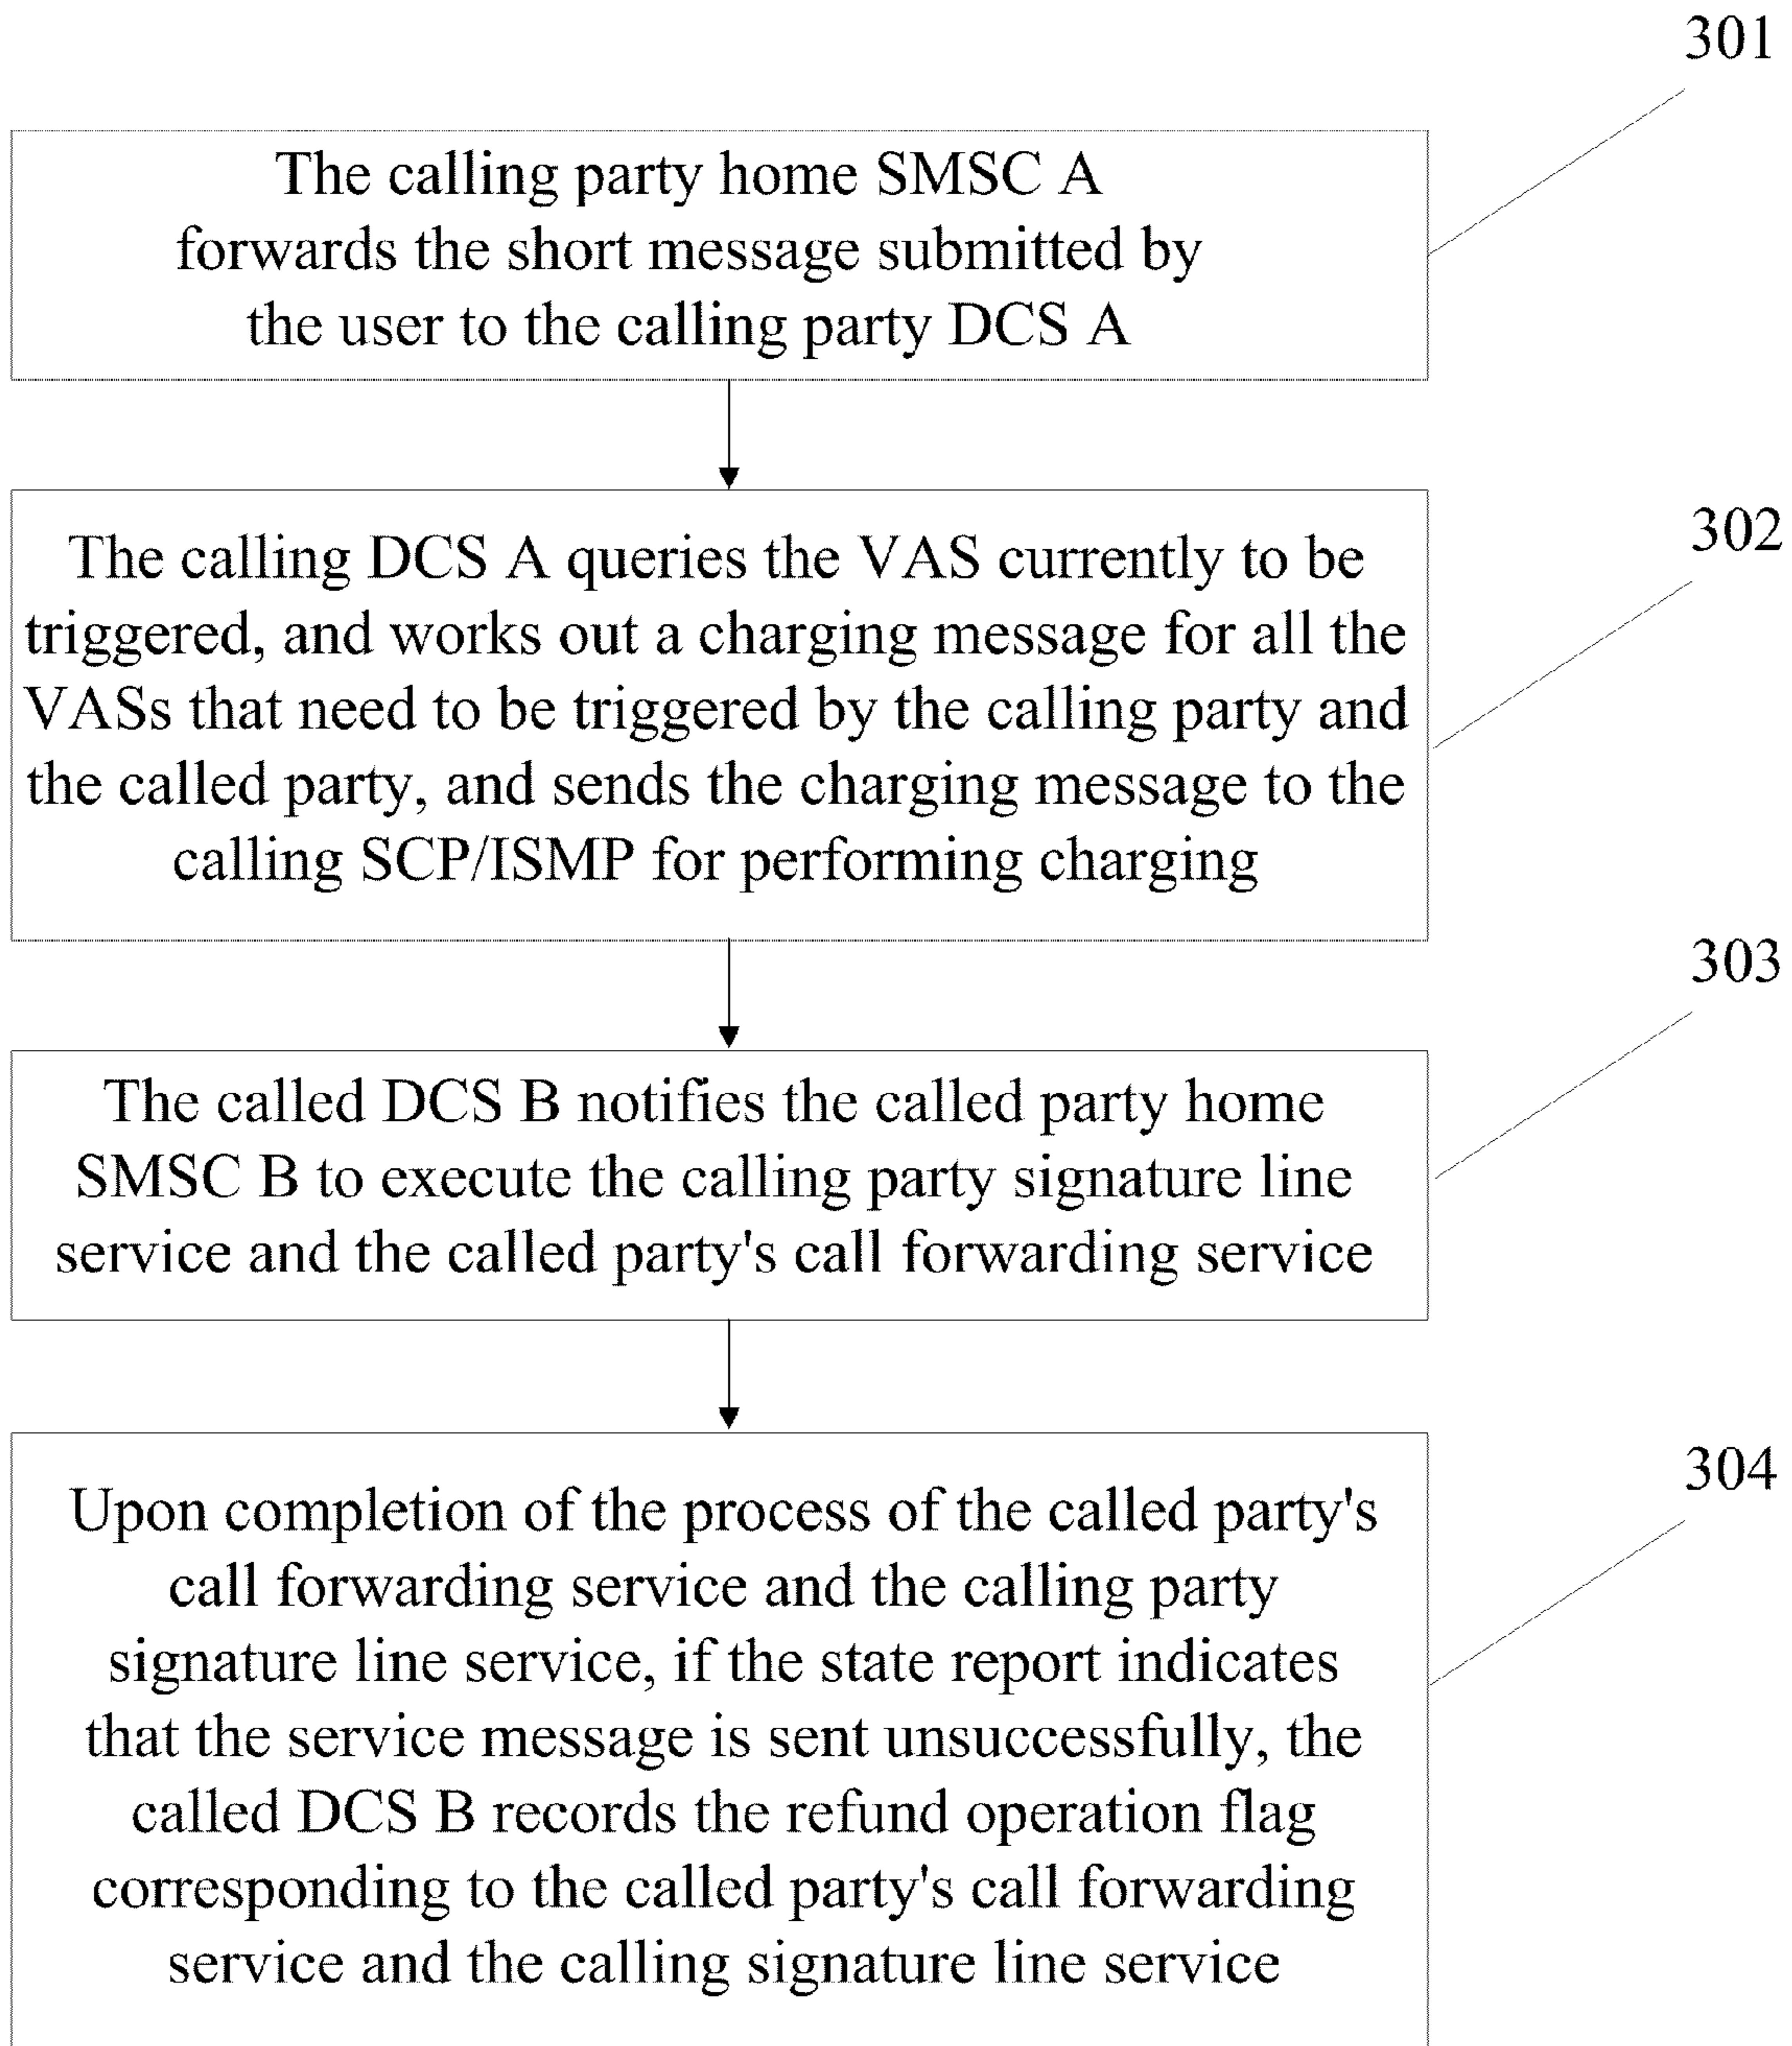 301
The calling party home SMSC A
forwards the short message submitted by
the user to the calling party DCS A
302
The calling DCS A queries the VAS currently to be
triggered, and works out a charging message for all the
VASs that need to be triggered by the calling party and
the called party, and sends the charging message to the
calling SCP/ISMP for performing charging
303
The called DCS B notifies the called party home
SMSC B to execute the calling party signature line
service and the called party's call forwarding service
304
Upon completion of the process of the called party's
call forwarding service and the calling party
signature line service, if the state report indicates
that the service message is sent unsuccessfully, the
called DCS B records the refund operation flag
corresponding to the called party's call forwarding
service and the calling signature line service